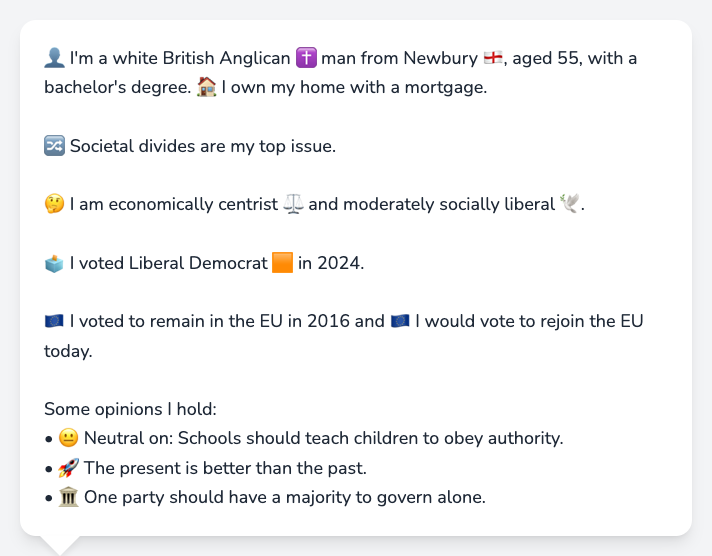 👤 I'm a white British Anglican ✝️ man from Newbury 🏴󠁧󠁢󠁥󠁮󠁧󠁿, aged 55, with a
bachelor's degree. 🏠 I own my home with a mortgage.
🔀 Societal divides are my top issue.
🤔 I am economically centrist ⚖️ and moderately socially liberal 🕊️.
🗳️ I voted Liberal Democrat 🟧 in 2024.
🇪🇺 I voted to remain in the EU in 2016 and 🇪🇺 I would vote to rejoin the EU
today.
Some opinions I hold:
• 😐 Neutral on: Schools should teach children to obey authority.
• 🚀 The present is better than the past.
• 🏛️ One party should have a majority to govern alone.